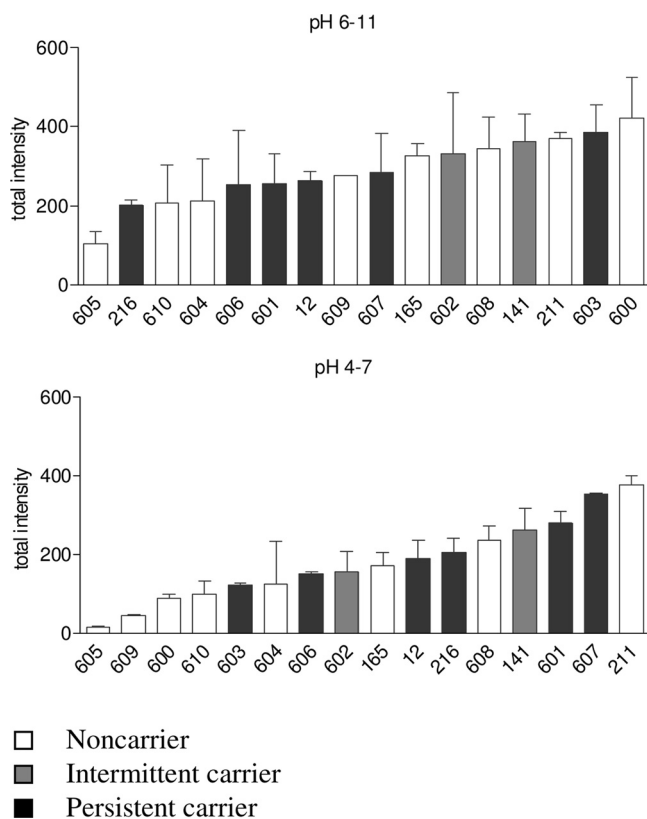 pH 6-11
600
400
200
0
total intensity
605 216 610 604 606 601 12 609 607 165 602 608 141 211 603 600
pH 4-7
600
400
200
0
total intensity
605 609 600 610 603 604 606 602 165 12 216 608 141 601 607 211
Noncarrier
Intermittent carrier
Persistent carrier